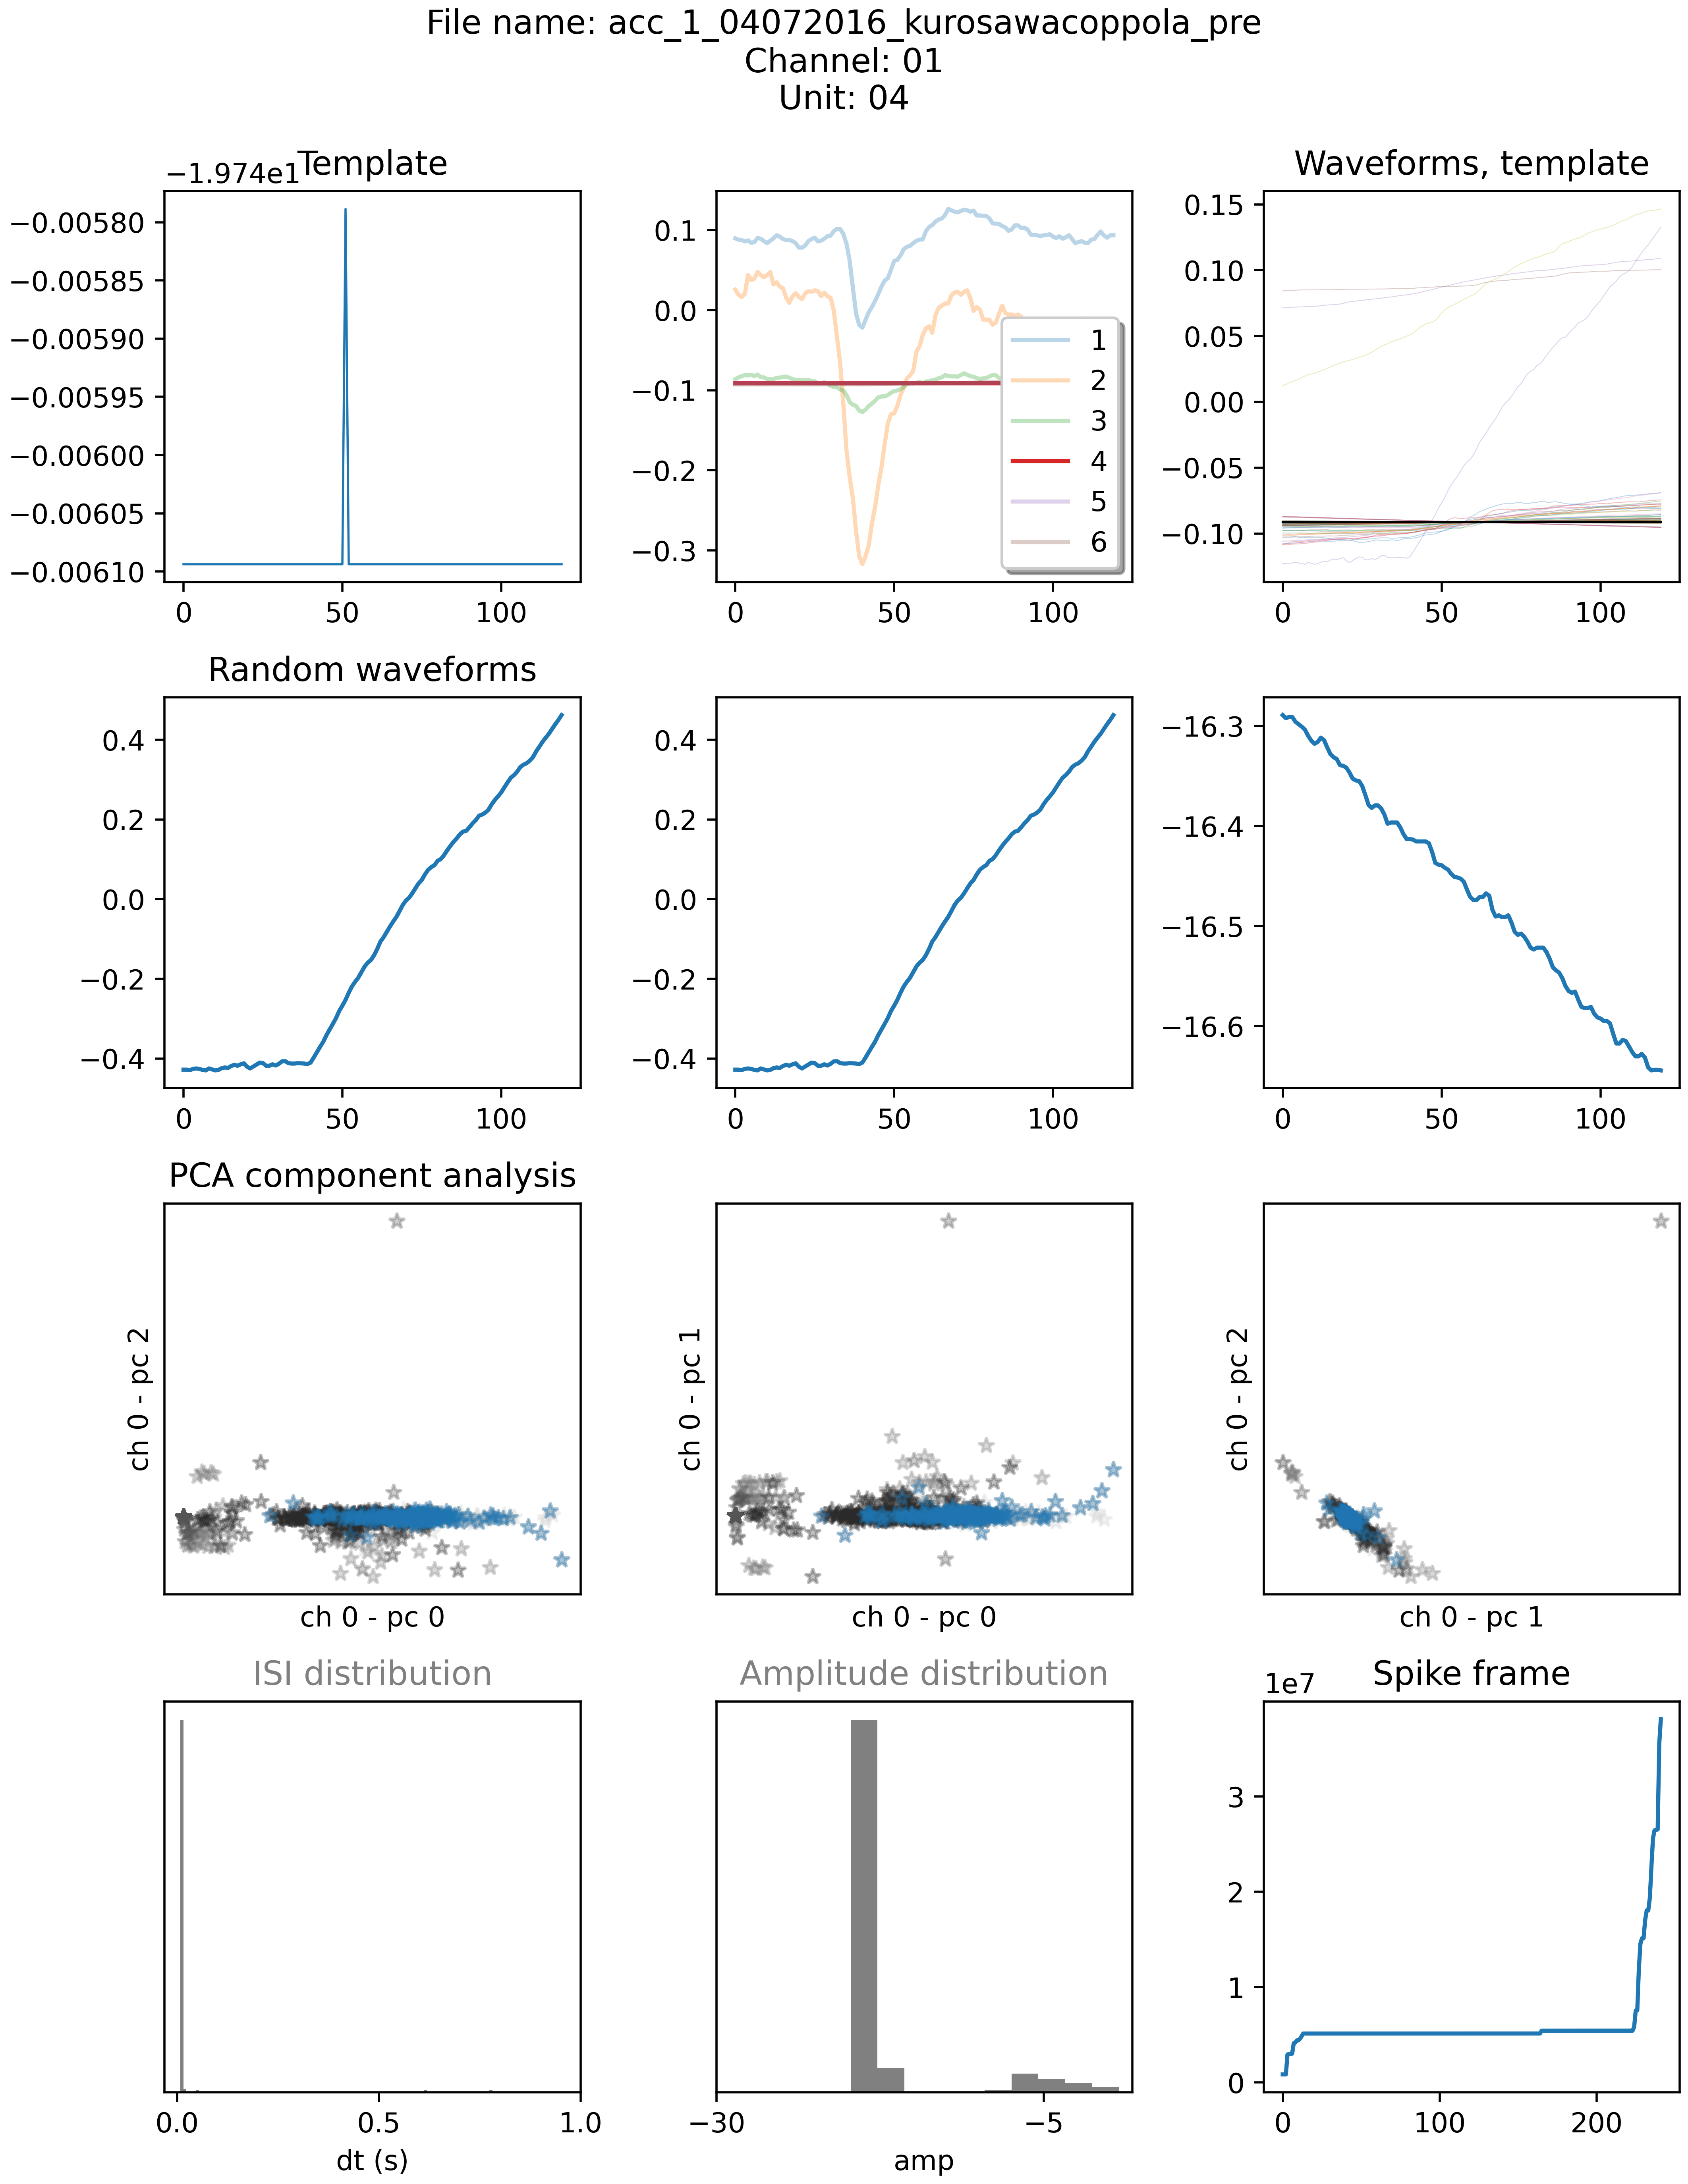 File name: acc_1_04072016_kurosawacoppola_pre
Channel: 01
Unit: 04
Template
−1.974e1
−0.00580
−0.00585
−0.00590
−0.00595
−0.00600
−0.00605
−0.00610
0 50 100
0.1
0.0
−0.1
−0.2
−0.3
1
2
3
4
5
6
0 50 100
Waveforms, template
0.15
0.10
0.05
0.00
−0.05
−0.10
0 50 100
Random waveforms
0.4
0.2
0.0
−0.2
−0.4
0 50 100
0.4
0.2
0.0
−0.2
−0.4
0 50 100
−16.3
−16.4
−16.5
−16.6
0 50 100
PCA component analysis
ch 0 - pc 2
ch 0 - pc 0
ch 0 - pc 1
ch 0 - pc 0
ch 0 - pc 2
ch 0 - pc 1
ISI distribution
0.0 0.5 1.0
dt (s)
Amplitude distribution
−30 −5
amp
Spike frame
1e7
3
2
1
0
0 100 200